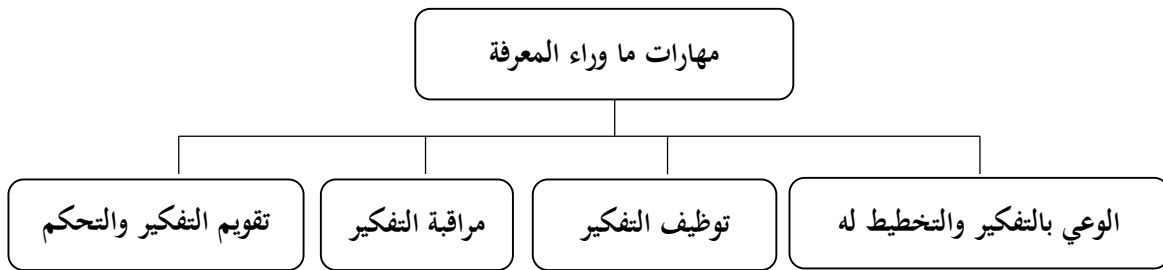 مهارات ما وراء المعرفة
الوعي بالتفكير والتخطيط له
توظيف التفكير
مراقبة التفكير
تقويم التفكير والتحكم